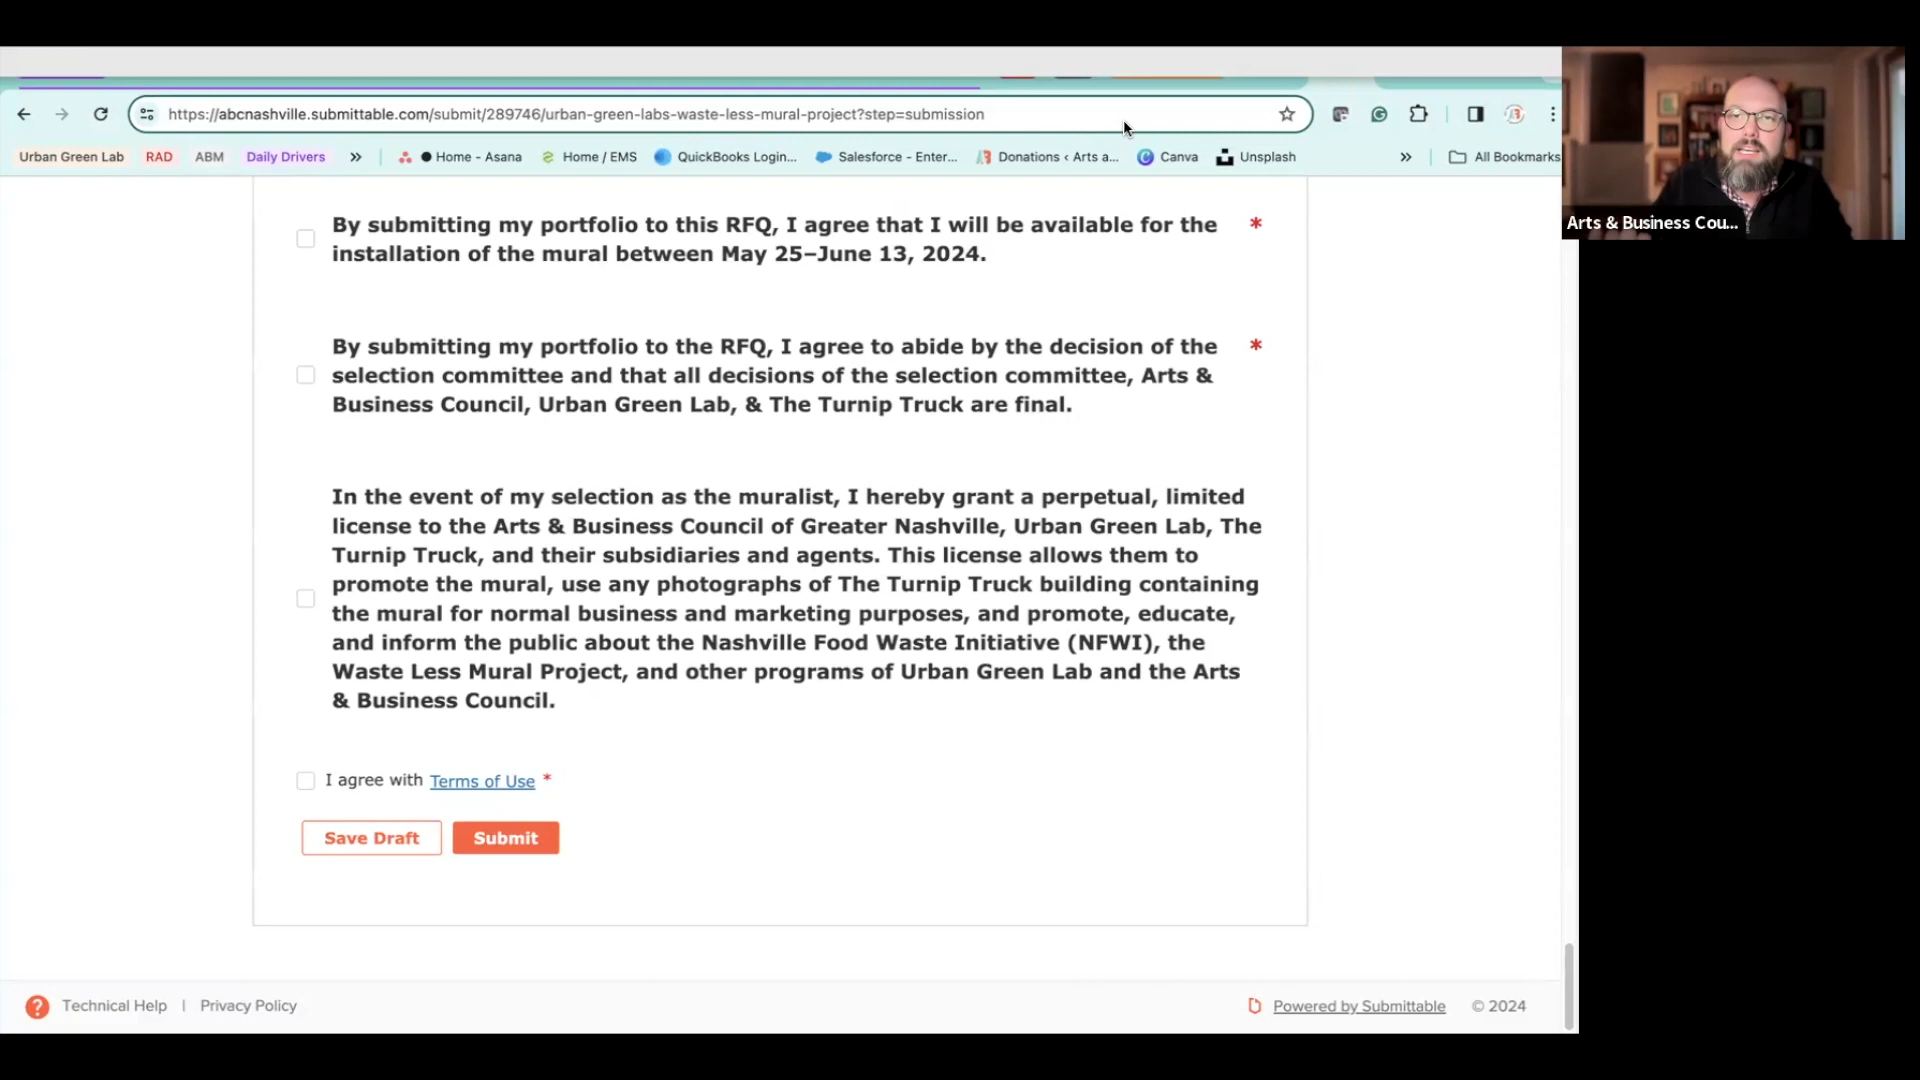 https://abcnashville.submittable.com/submit/289746/urban-green-labs-waste-less-mural-project?step=submission
Urban Green Lab RAD ABM Daily Drivers » Home - Asana Home / EMS QuickBooks Login... Salesforce - Enter... Donations ‹ Arts a... Canva Unsplash » All Bookmarks
Arts & Business Cou...
By submitting my portfolio to this RFQ, I agree that I will be available for the *
installation of the mural between May 25–June 13, 2024.
By submitting my portfolio to the RFQ, I agree to abide by the decision of the *
selection committee and that all decisions of the selection committee, Arts &
Business Council, Urban Green Lab, & The Turnip Truck are final.
In the event of my selection as the muralist, I hereby grant a perpetual, limited
license to the Arts & Business Council of Greater Nashville, Urban Green Lab, The
Turnip Truck, and their subsidiaries and agents. This license allows them to
promote the mural, use any photographs of The Turnip Truck building containing
the mural for normal business and marketing purposes, and promote, educate,
and inform the public about the Nashville Food Waste Initiative (NFWI), the
Waste Less Mural Project, and other programs of Urban Green Lab and the Arts
& Business Council.
I agree with Terms of Use *
Save Draft Submit
? Technical Help | Privacy Policy Powered by Submittable © 2024